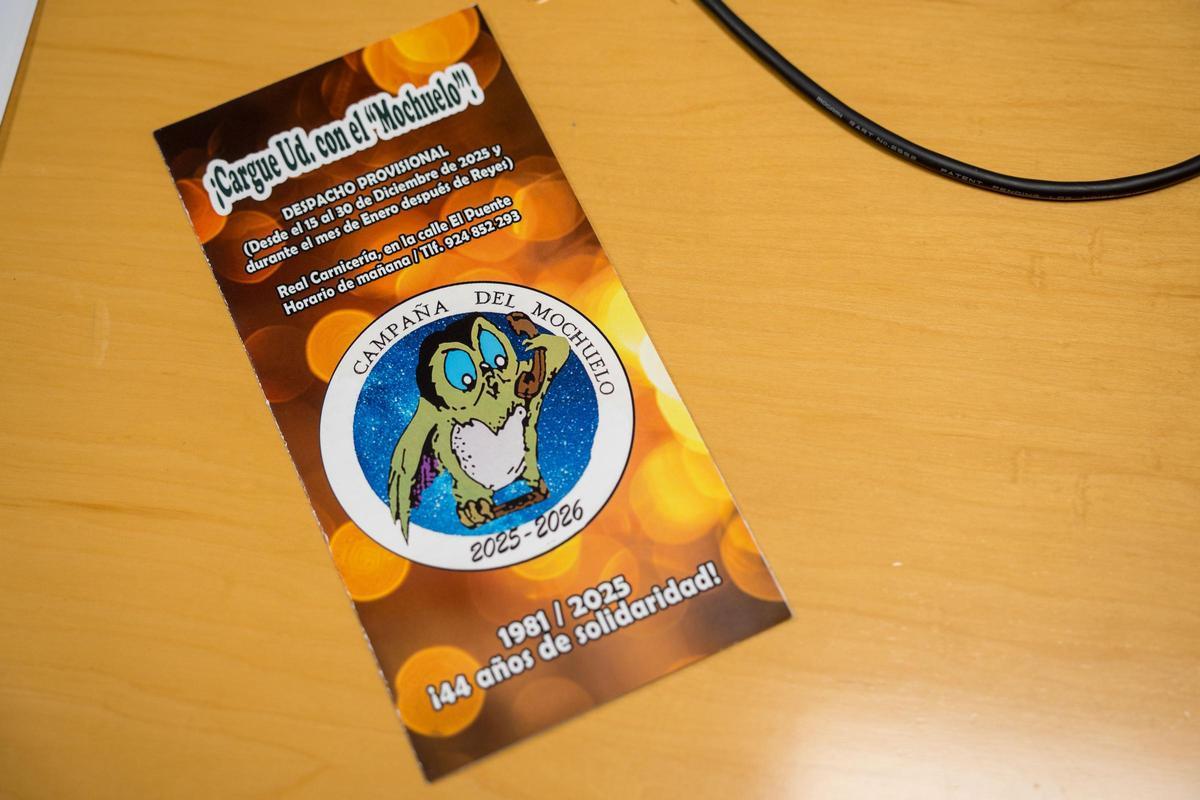 ¡Cargue Ud. con el "Mochuelo"!
DESPACHO PROVISIONAL
(Desde el 15 al 30 de Diciembre de 2025 y
durante el mes de Enero después de Reyes)
Real Carnicería, en la calle El Puente
Horario de mañana / Tlf. 924 852 293
CAMPAÑA DEL MOCHUELO
2025-2026
1981 / 2025
¡44 años de solidaridad!
PATENT PENDING